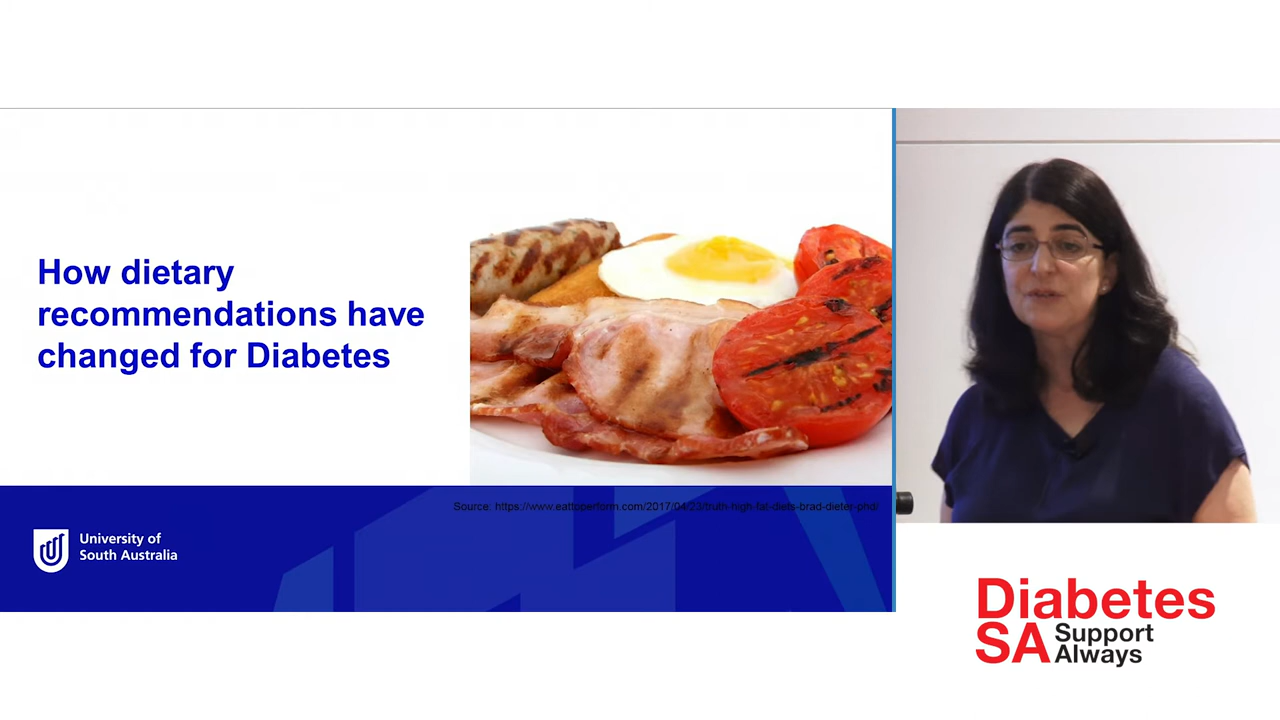 How dietary
recommendations have
changed for Diabetes
Source: https://www.eattoperform.com/2017/04/23/truth-high-fat-diets-brad-dieter-phd/
University of
South Australia
Diabetes
SA Support
Always